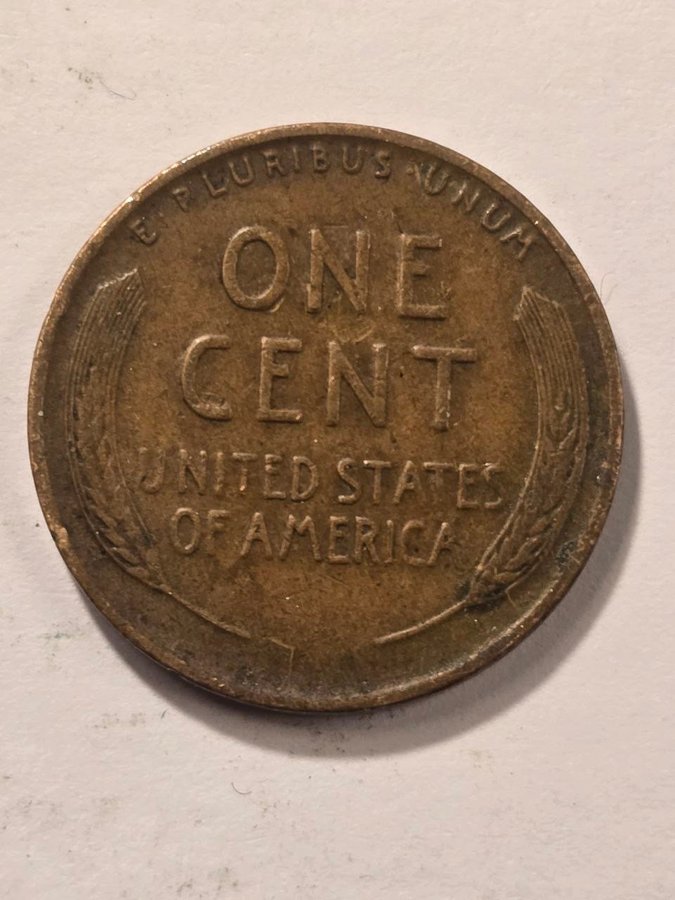 E PLURIBUS UNUM
ONE
CENT
UNITED STATES
OF AMERICA